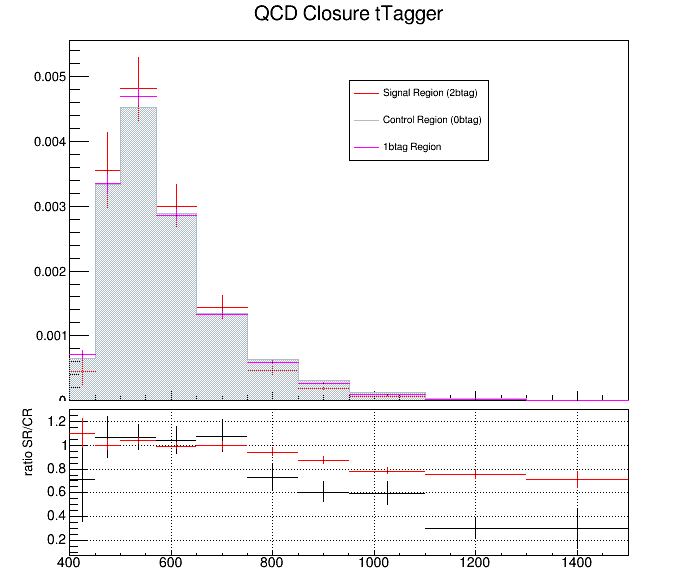 QCD Closure tTagger
0.005
0.004
0.003
0.002
0.001
0
Signal Region (2btag)
Control Region (0btag)
1btag Region
ratio SR/CR
1.2
1
0.8
0.6
0.4
0.2
400 600 800 1000 1200 1400